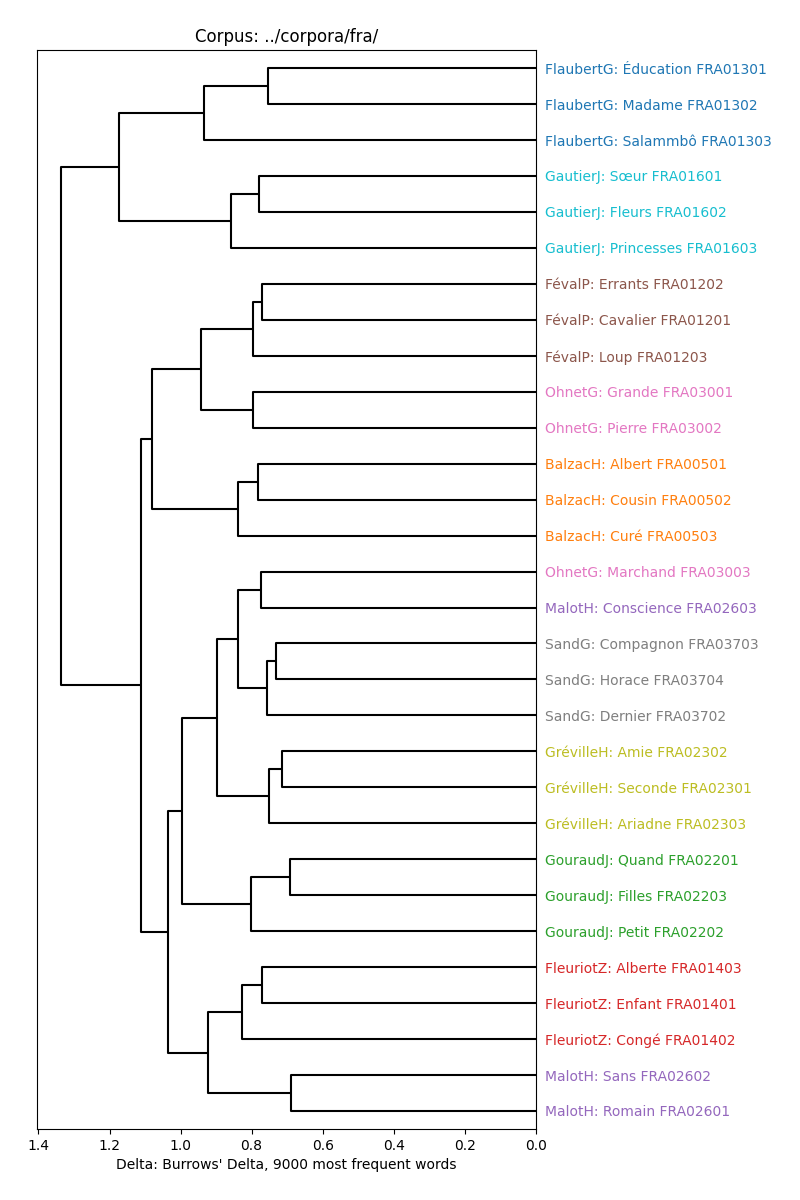 Corpus: ../corpora/fra/
FlaubertG: Éducation FRA01301
FlaubertG: Madame FRA01302
FlaubertG: Salammbô FRA01303
GautierJ: Sœur FRA01601
GautierJ: Fleurs FRA01602
GautierJ: Princesses FRA01603
FévalP: Errants FRA01202
FévalP: Cavalier FRA01201
FévalP: Loup FRA01203
OhnetG: Grande FRA03001
OhnetG: Pierre FRA03002
BalzacH: Albert FRA00501
BalzacH: Cousin FRA00502
BalzacH: Curé FRA00503
OhnetG: Marchand FRA03003
MalotH: Conscience FRA02603
SandG: Compagnon FRA03703
SandG: Horace FRA03704
SandG: Dernier FRA03702
GrévilleH: Amie FRA02302
GrévilleH: Seconde FRA02301
GrévilleH: Ariadne FRA02303
GouraudJ: Quand FRA02201
GouraudJ: Filles FRA02203
GouraudJ: Petit FRA02202
FleuriotZ: Alberte FRA01403
FleuriotZ: Enfant FRA01401
FleuriotZ: Congé FRA01402
MalotH: Sans FRA02602
MalotH: Romain FRA02601
1.4 1.2 1.0 0.8 0.6 0.4 0.2 0.0
Delta: Burrows' Delta, 9000 most frequent words